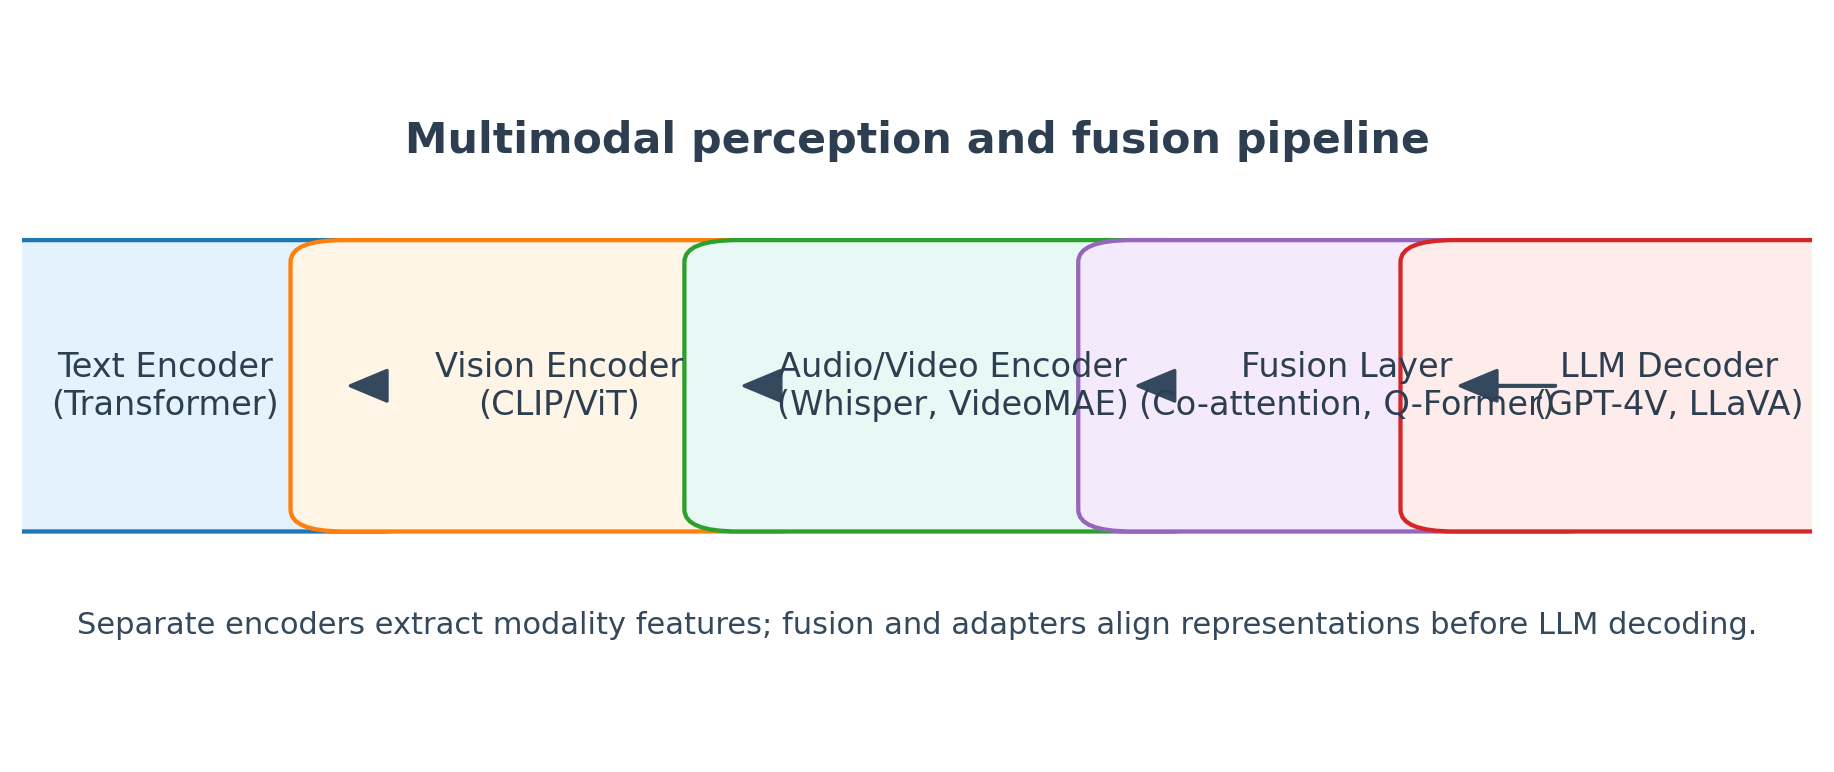 Multimodal perception and fusion pipeline
Text Encoder
(Transformer)
Vision Encoder
(CLIP/ViT)
Audio/Video Encoder
(Whisper, VideoMAE)
Fusion Layer
(Co-attention, Q-Former)
LLM Decoder
(GPT-4V, LLaVA)
Separate encoders extract modality features; fusion and adapters align representations before LLM decoding.